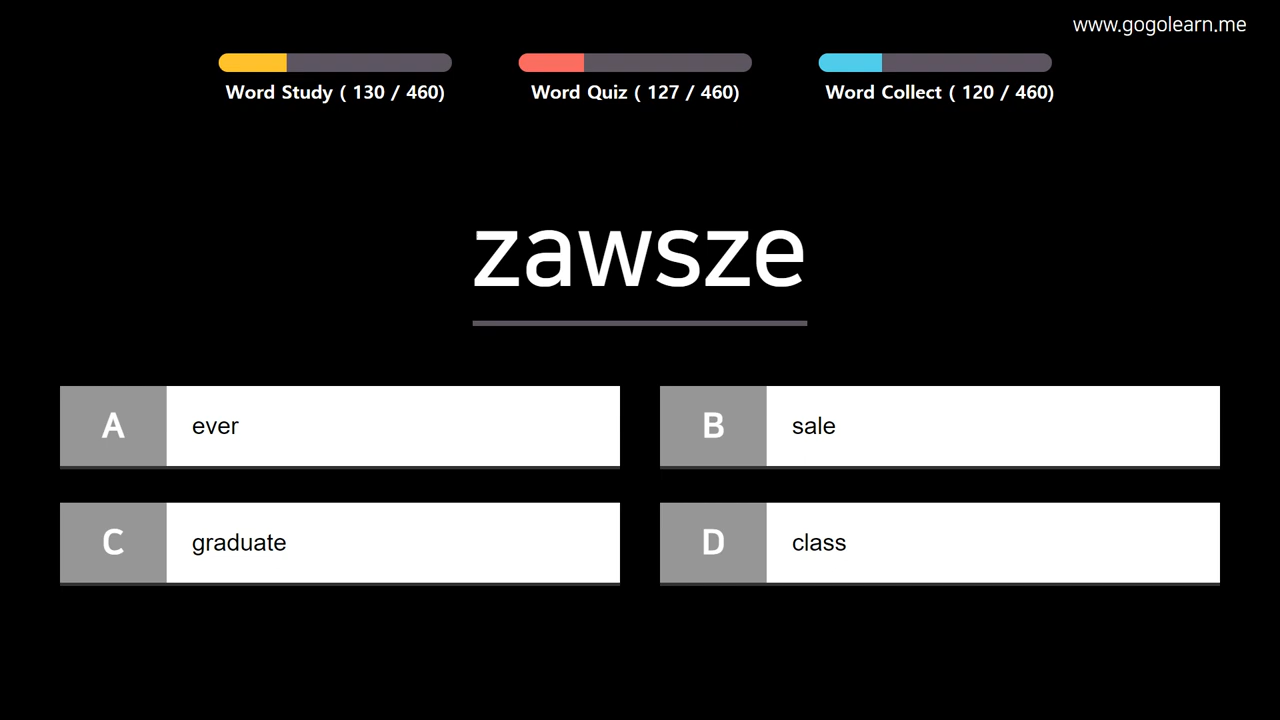 www.gogolearn.me
Word Study ( 130 / 460)
Word Quiz ( 127 / 460)
Word Collect ( 120 / 460)
zawsze
A ever
B sale
C graduate
D class